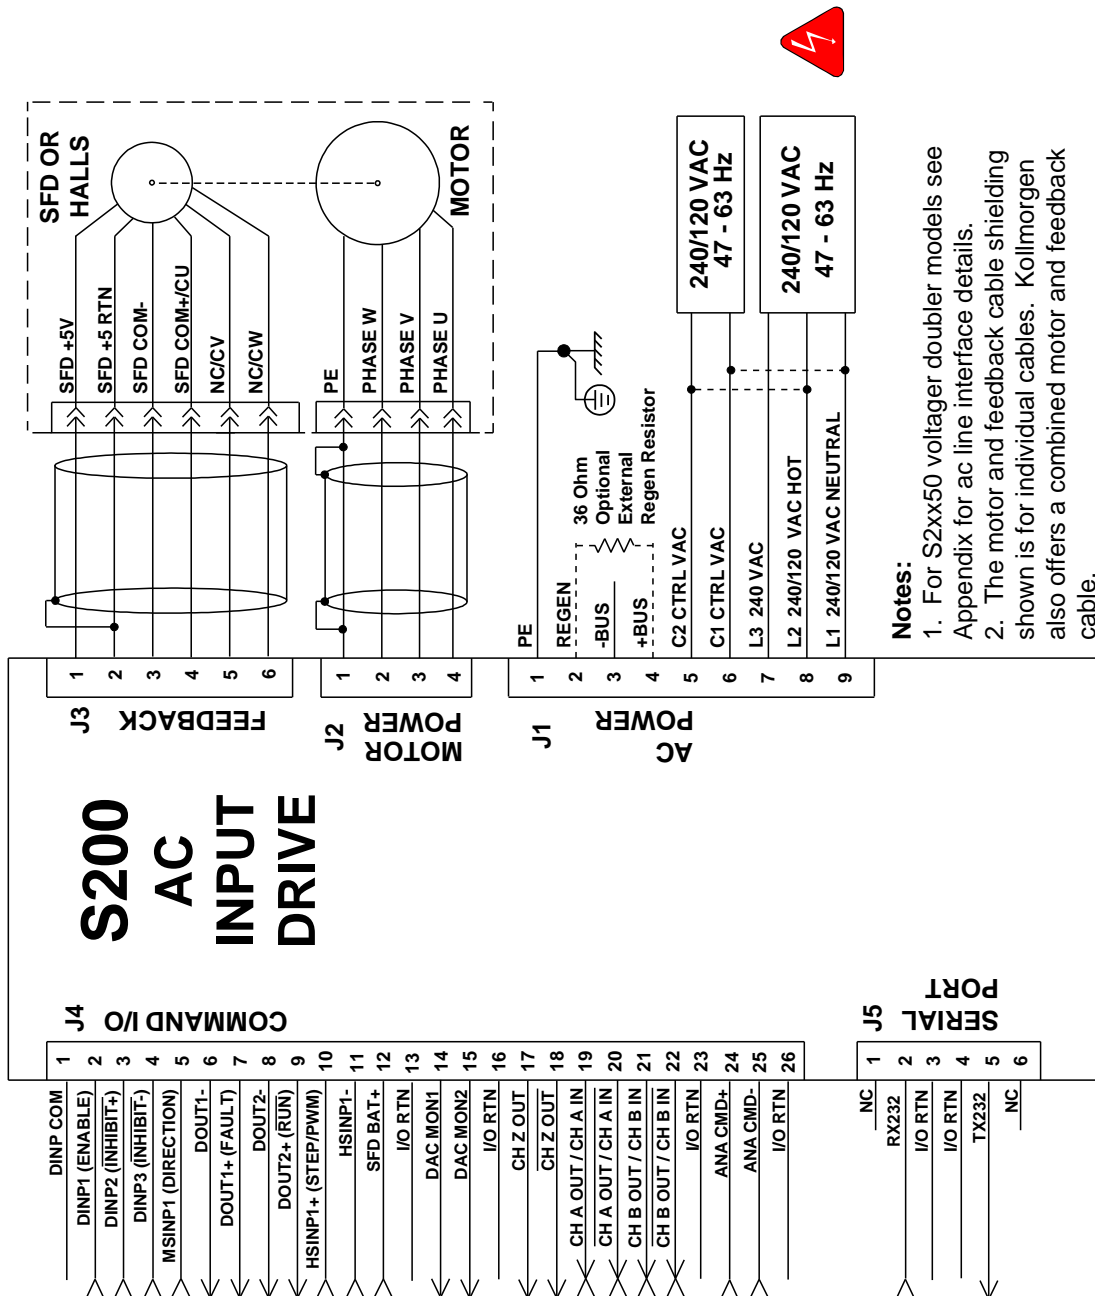 S200
AC
INPUT
DRIVE
SFD OR
HALLS
MOTOR
SFD +5V
SFD +5 RTN
SFD COM-
SFD COM+/CU
NC/CV
NC/CW
PE
PHASE W
PHASE V
PHASE U
J3
FEEDBACK
1
2
3
4
5
6
J2
MOTOR
POWER
1
2
3
4
J1
AC
POWER
1
2
3
4
5
6
7
8
9
PE
REGEN
-BUS
+BUS
C2 CTRL VAC
C1 CTRL VAC
L3 240 VAC
L2 240/120 VAC HOT
L1 240/120 VAC NEUTRAL
36 Ohm
Optional
External
Regen Resistor
240/120 VAC
47 - 63 Hz
240/120 VAC
47 - 63 Hz
J4
COMMAND I/O
1 DINP COM
2 DINP1 (ENABLE)
3 DINP2 (INHIBIT+)
4 DINP3 (INHIBIT-)
5 MSINP1 (DIRECTION)
6 DOUT1-
7 DOUT1+ (FAULT)
8 DOUT2-
9 DOUT2+ (RUN)
10 HSINP1+ (STEP/PWM)
11 HSINP1-
12 SFD BAT+
13 I/O RTN
14 DAC MON1
15 DAC MON2
16 I/O RTN
17 CH Z OUT
18 CH Z OUT
19 CH A OUT / CH A IN
20 CH A OUT / CH A IN
21 CH B OUT / CH B IN
22 CH B OUT / CH B IN
23 I/O RTN
24 ANA CMD+
25 ANA CMD-
26 I/O RTN
J5
SERIAL
PORT
1 NC
2 RX232
3 I/O RTN
4 I/O RTN
5 TX232
6 NC
Notes:
1. For S2xx50 voltager doubler models see
Appendix for ac line interface details.
2. The motor and feedback cable shielding
shown is for individual cables. Kollmorgen
also offers a combined motor and feedback
cable.